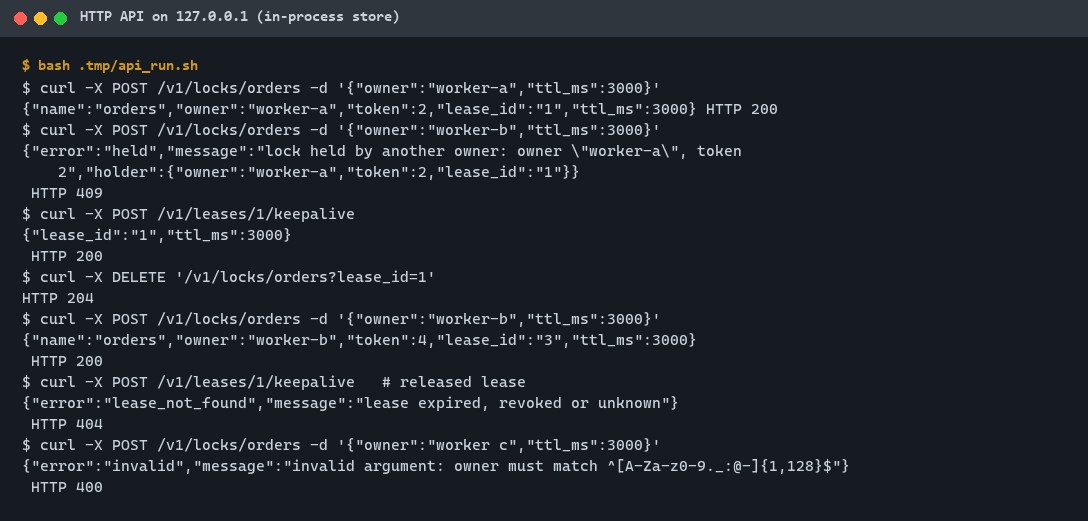 HTTP API on 127.0.0.1 (in-process store)
$ bash .tmp/api_run.sh
$ curl -X POST /v1/locks/orders -d '{"owner":"worker-a","ttl_ms":3000}'
{"name":"orders","owner":"worker-a","token":2,"lease_id":"1","ttl_ms":3000} HTTP 200
$ curl -X POST /v1/locks/orders -d '{"owner":"worker-b","ttl_ms":3000}'
{"error":"held","message":"lock held by another owner: owner \"worker-a\", token
2","holder":{"owner":"worker-a","token":2,"lease_id":"1"}}
HTTP 409
$ curl -X POST /v1/leases/1/keepalive
{"lease_id":"1","ttl_ms":3000}
HTTP 200
$ curl -X DELETE '/v1/locks/orders?lease_id=1'
HTTP 204
$ curl -X POST /v1/locks/orders -d '{"owner":"worker-b","ttl_ms":3000}'
{"name":"orders","owner":"worker-b","token":4,"lease_id":"3","ttl_ms":3000}
HTTP 200
$ curl -X POST /v1/leases/1/keepalive   # released lease
{"error":"lease_not_found","message":"lease expired, revoked or unknown"}
HTTP 404
$ curl -X POST /v1/locks/orders -d '{"owner":"worker c","ttl_ms":3000}'
{"error":"invalid","message":"invalid argument: owner must match ^[A-Za-z0-9._:@-]{1,128}$"}
HTTP 400